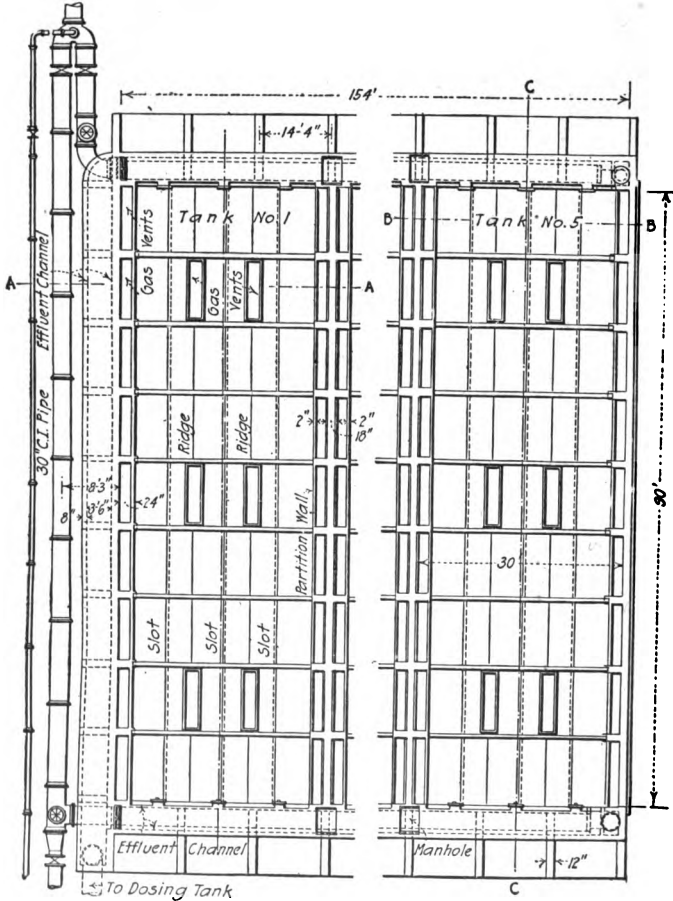 C
154'
14'-4"
Tank No.1
B
Tank No.5
B
Vents
Gas
A
Gas
Vents
A
Effluent Channel
30" C.I. Pipe
Ridge
Ridge
2"
2"
18"
8'3"
3'6"
8"
24"
Partition Wall
90'
30'
Slot
Slot
Slot
Effluent Channel
Manhole
12"
To Dosing Tank
C